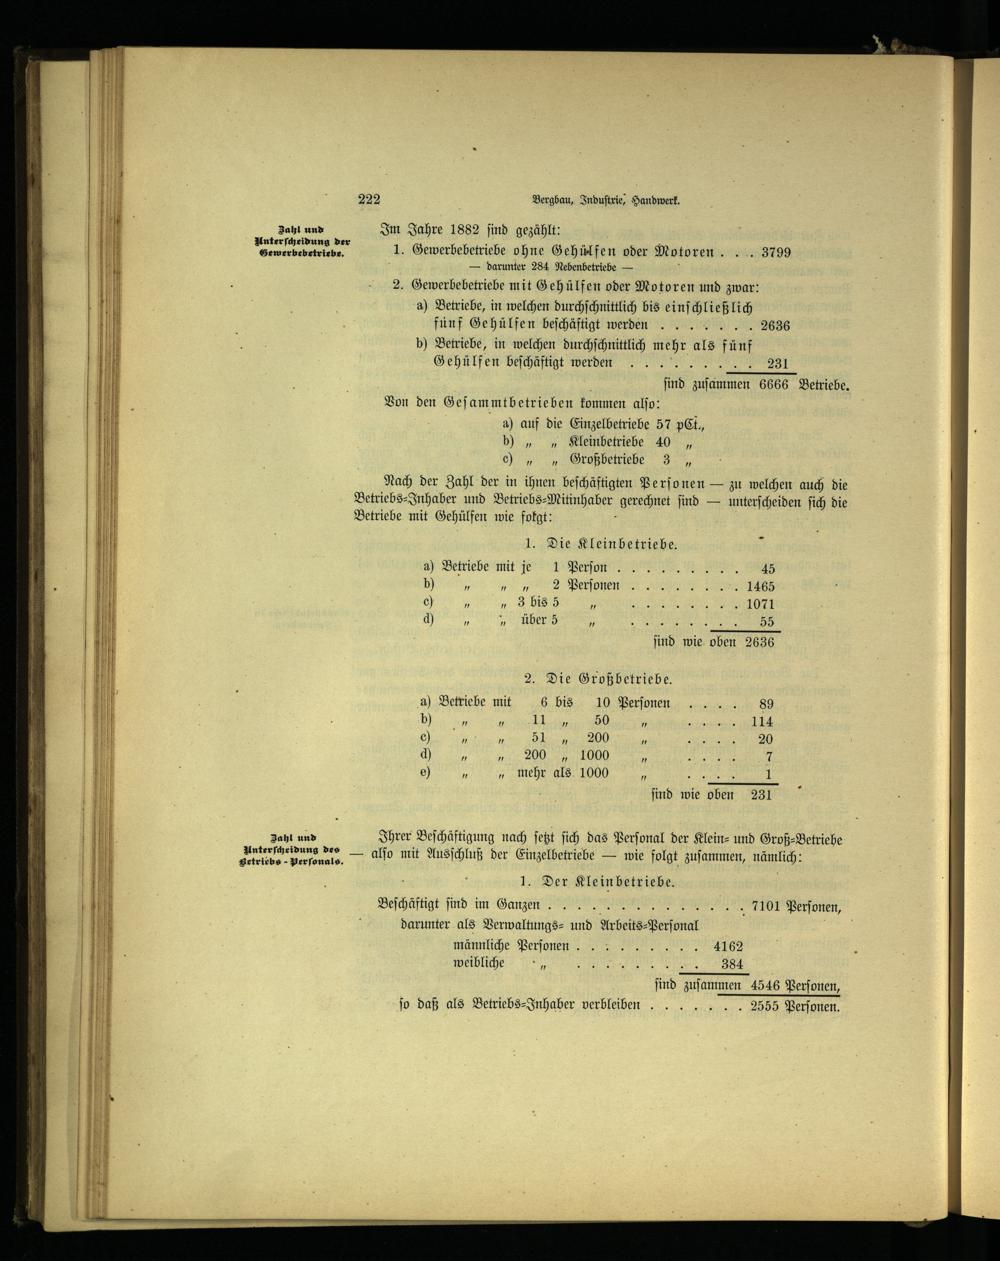 222
Bergbau, Industrie, Handwerk.
Zahl und
Unterscheidung der
Gewerbebetriebe.
Im Jahre 1882 sind gezählt:
1. Gewerbebetriebe ohne Gehülfen oder Motoren . . . 3799
— darunter 284 Nebenbetriebe —
2. Gewerbebetriebe mit Gehülfen oder Motoren und zwar:
a) Betriebe, in welchen durchschnittlich bis einschließlich
fünf Gehülfen beschäftigt werden . . . . . . . 2636
b) Betriebe, in welchen durchschnittlich mehr als fünf
Gehülfen beschäftigt werden . . . . . . . . . 231
sind zusammen 6666 Betriebe.
Von den Gesammtbetrieben kommen also:
a) auf die Einzelbetriebe 57 pCt.,
b) „ „ Kleinbetriebe 40 „
c) „ „ Großbetriebe 3 „
Nach der Zahl der in ihnen beschäftigten Personen — zu welchen auch die
Betriebs=Inhaber und Betriebs=Mitinhaber gerechnet sind — unterscheiden sich die
Betriebe mit Gehülfen wie folgt:
1. Die Kleinbetriebe.
a) Betriebe mit je 1 Person . . . . . . . . . 45
b) „ „ „ 2 Personen . . . . . . . . 1465
c) „ „ 3 bis 5 „ . . . . . . . . 1071
d) „ „ über 5 „ . . . . . . . . 55
sind wie oben 2636
2. Die Großbetriebe.
a) Betriebe mit 6 bis 10 Personen . . . . 89
b) „ „ 11 „ 50 „ . . . . 114
c) „ „ 51 „ 200 „ . . . . 20
d) „ „ 200 „ 1000 „ . . . . 7
e) „ „ mehr als 1000 „ . . . . 1
sind wie oben 231
Zahl und
Unterscheidung des
Betriebs-Personals.
Ihrer Beschäftigung nach setzt sich das Personal der Klein= und Groß=Betriebe
— also mit Ausschluß der Einzelbetriebe — wie folgt zusammen, nämlich:
1. Der Kleinbetriebe.
Beschäftigt sind im Ganzen . . . . . . . . . . . . . . 7101 Personen,
darunter als Verwaltungs= und Arbeits=Personal
männliche Personen . . . . . . . . . 4162
weibliche „ . . . . . . . . . 384
sind zusammen 4546 Personen,
so daß als Betriebs=Inhaber verbleiben . . . . . . . 2555 Personen.